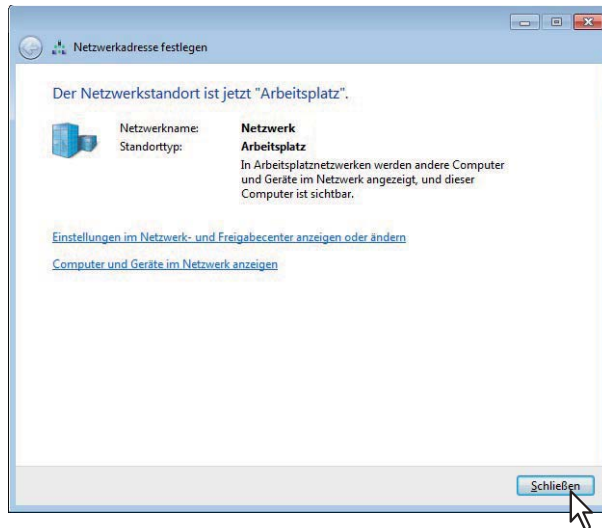 Netzwerkadresse festlegen
Der Netzwerkstandort ist jetzt "Arbeitsplatz".
Netzwerkname: Netzwerk
Standorttyp: Arbeitsplatz
In Arbeitsplatznetzwerken werden andere Computer
und Geräte im Netzwerk angezeigt, und dieser
Computer ist sichtbar.
Einstellungen im Netzwerk- und Freigabecenter anzeigen oder ändern
Computer und Geräte im Netzwerk anzeigen
Schließen